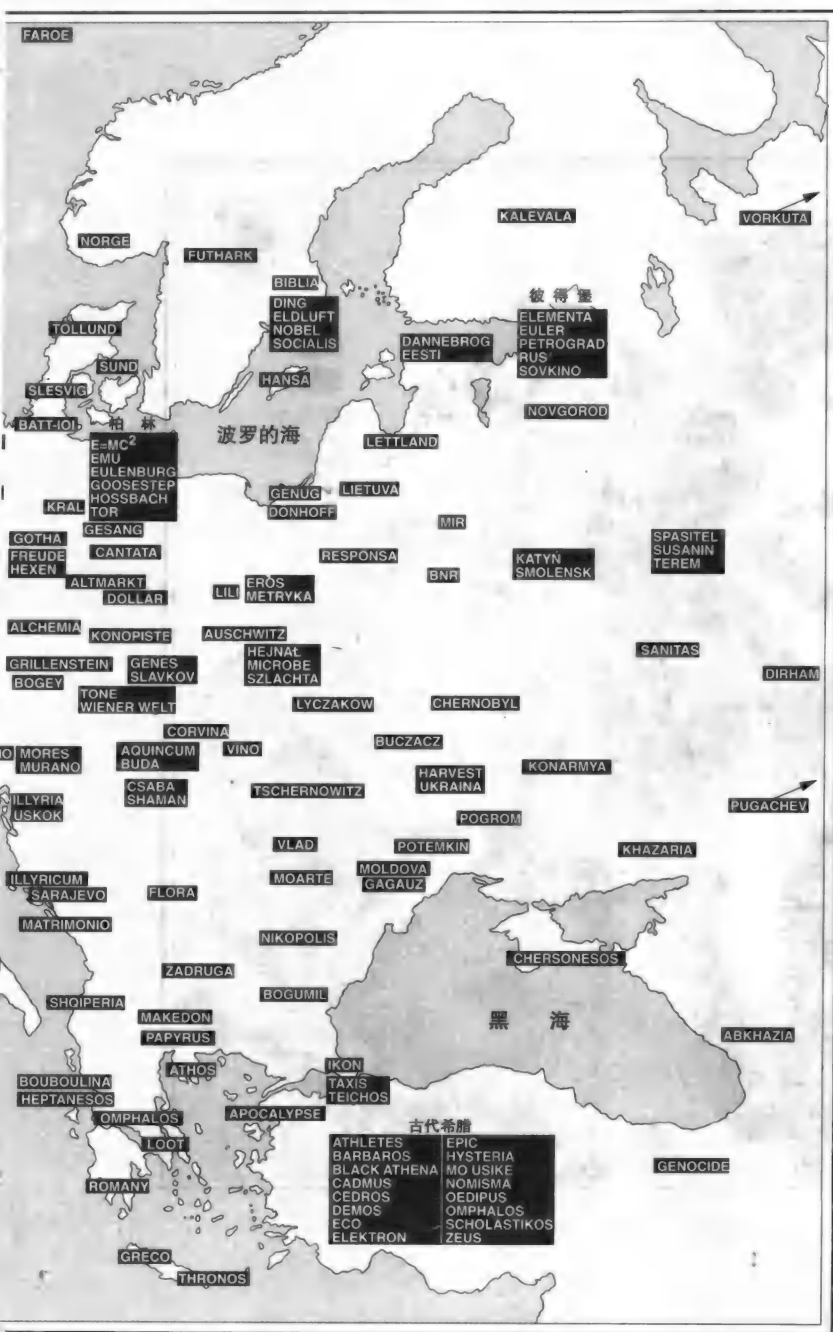 FAROE
KALEVALA
VORKUTA
NORGE
FUTHARK
BIBLIA
DING
ELDLUFT
NOBEL
SOCIALIS
彼得堡
ELEMENTA
EULER
PETROGRAD
RUS'
SOVKINO
TOLLUND
DANNEBROG
EESTI
SUND
HANSA
SLESVIG
NOVGOROD
BATT-IOI
柏林
波罗的海
LETTLAND
E=MC²
EMU
EULENBURG
GOOSESTEP
HOSSBACH
TOR
GENUG
LIETUVA
KRAL
DONHOFF
MIR
GESANG
GOTHA
CANTATA
FREUDE
HEXEN
RESPONSA
KATYŃ
SMOLENSK
SPASITEL
SUSANIN
TEREM
ALTMARKT
DOLLAR
LILI
EROS
METRYKA
BNR
ALCHEMIA
KONOPISTE
AUSCHWITZ
HEJNAŁ
MICROBE
SZLACHTA
SANITAS
GRILLENSTEIN
GENES
SLAVKOV
DIRHAM
BOGEY
TONE
WIENER WELT
LYCZAKOW
CHERNOBYL
CORVINA
MORES
MURANO
AQUINCUM
BUDA
VINO
BUCZACZ
HARVEST
UKRAINA
KONARMYA
CSABA
SHAMAN
TSCHERNOWITZ
ILLYRIA
USKOK
PUGACHEV
POGROM
VLAD
POTEMKIN
KHAZARIA
ILLYRICUM
SARAJEVO
FLORA
MOARTE
MOLDOVA
GAGAUZ
MATRIMONIO
NIKOPOLIS
CHERSONESOS
ZADRUGA
SHQIPERIA
BOGUMIL
MAKEDON
黑海
PAPYRUS
ABKHAZIA
ATHOS
IKON
BOUBOULINA
HEPTANESOS
TAXIS
TEICHOS
OMPHALOS
APOCALYPSE
古代希腊
LOOT
ATHLETES
BARBAROS
BLACK ATHENA
CADMUS
CEDROS
DEMOS
ECO
ELEKTRON
EPIC
HYSTERIA
MO USIKE
NOMISMA
OEDIPUS
OMPHALOS
SCHOLASTIKOS
ZEUS
GENOCIDE
ROMANY
GRECO
THRONOS